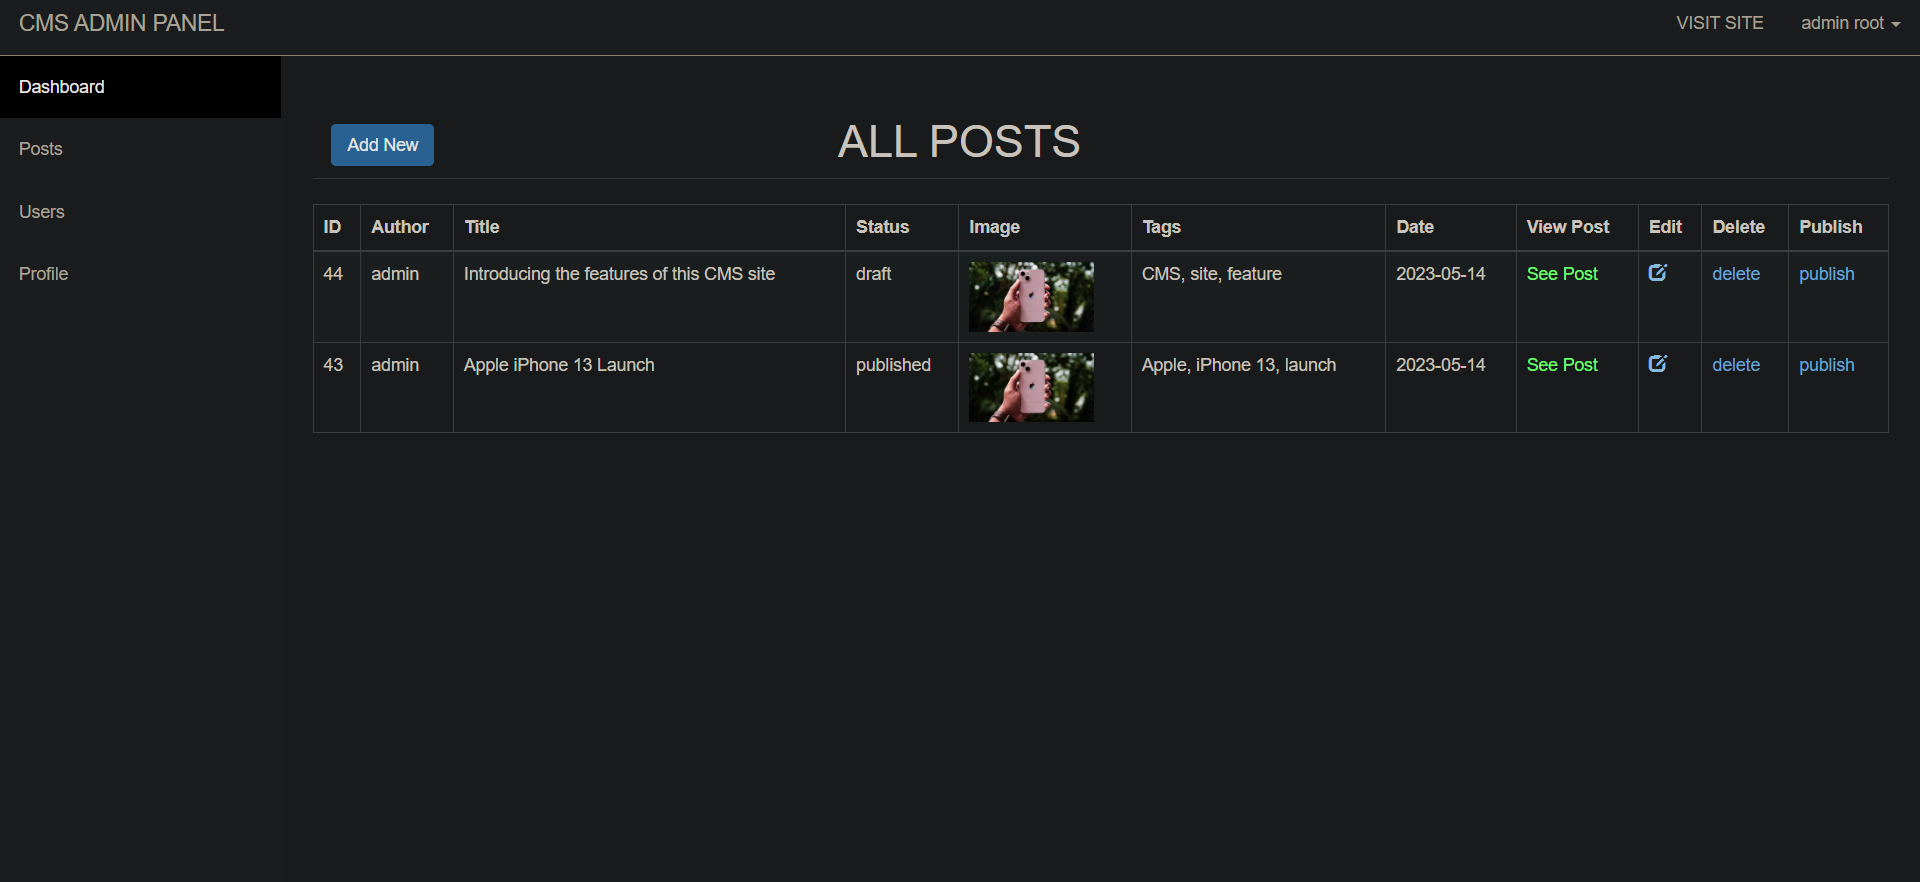 CMS ADMIN PANEL
VISIT SITE
admin root
Dashboard
Posts
Users
Profile
Add New
ALL POSTS
ID Author Title Status Image Tags Date View Post Edit Delete Publish
44 admin Introducing the features of this CMS site draft CMS, site, feature 2023-05-14 See Post delete publish
43 admin Apple iPhone 13 Launch published Apple, iPhone 13, launch 2023-05-14 See Post delete publish